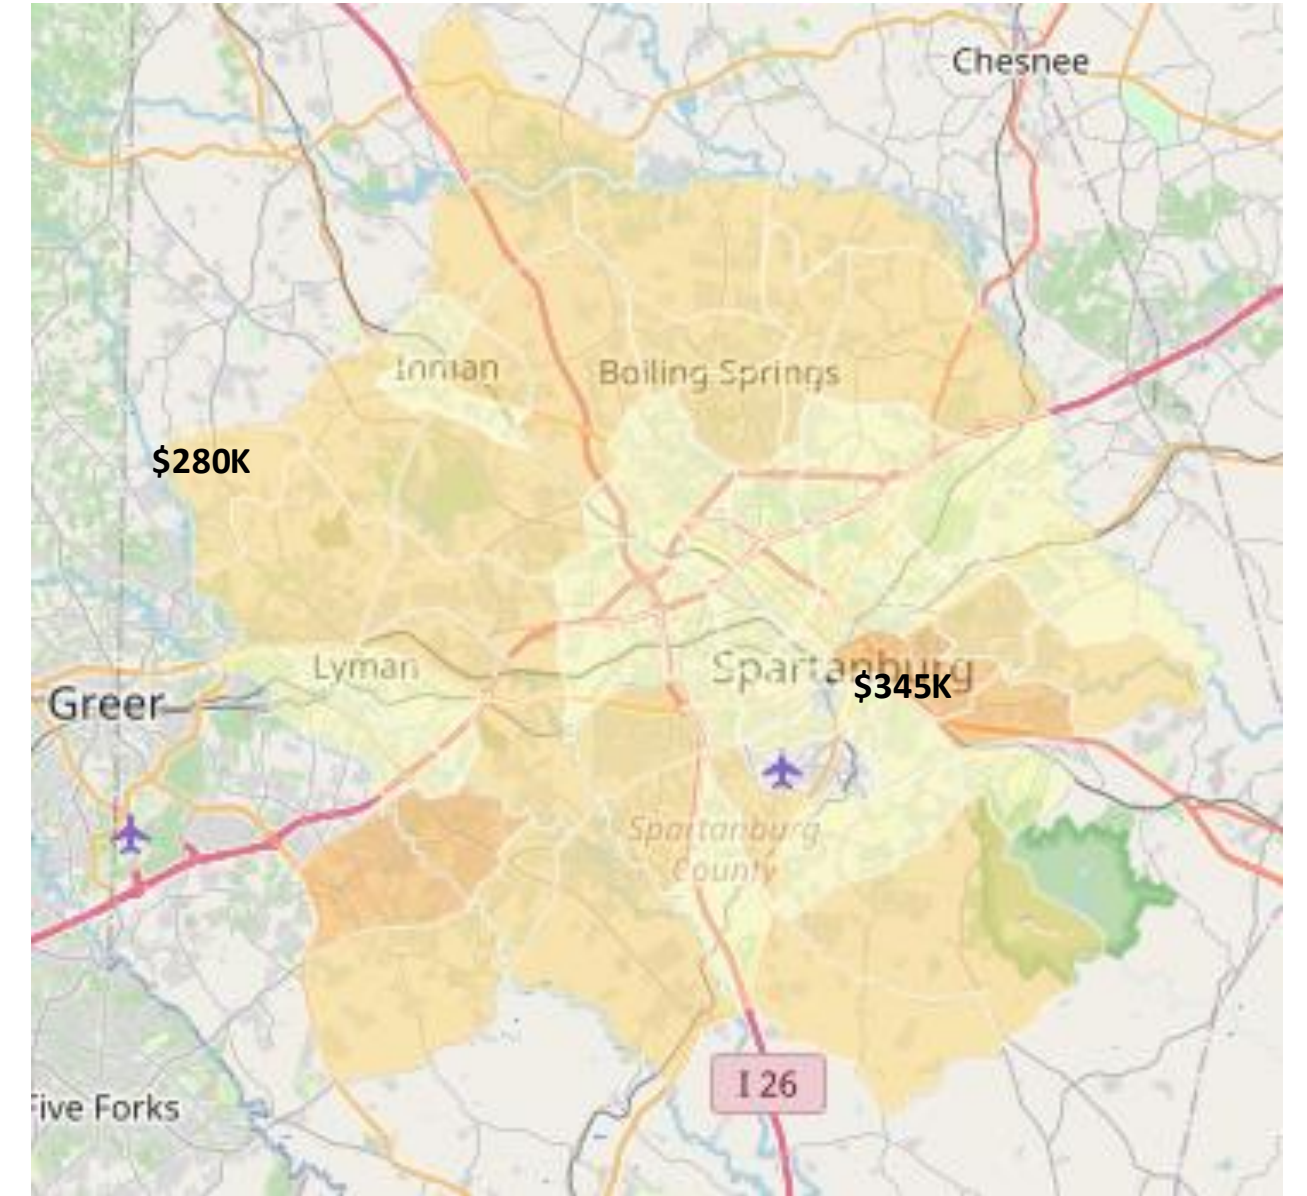 Chesnee
Inman
Boiling Springs
$280K
Lyman
Spartanburg
$345K
Greer
Spartanburg
County
I 26
Five Forks